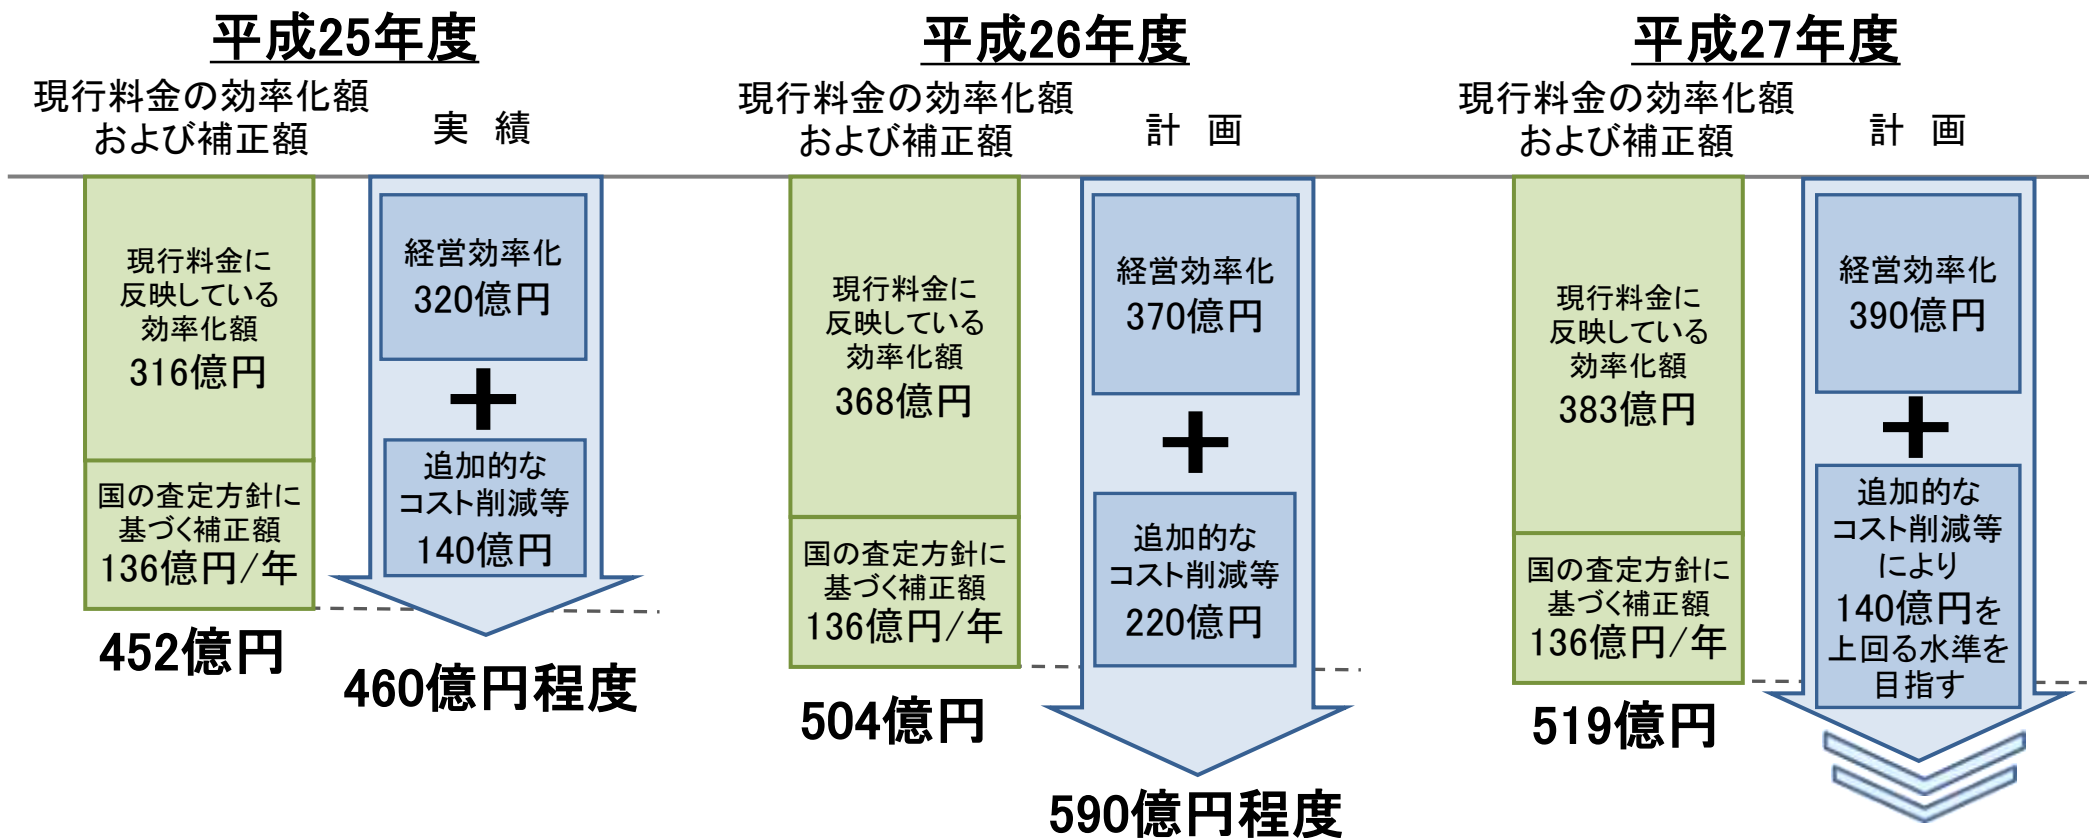 平成25年度
現行料金の効率化額
および補正額
実 績
現行料金に
反映している
効率化額
316億円
国の査定方針に
基づく補正額
136億円/年
452億円
経営効率化
320億円
+
追加的な
コスト削減等
140億円
460億円程度
平成26年度
現行料金の効率化額
および補正額
計 画
現行料金に
反映している
効率化額
368億円
国の査定方針に
基づく補正額
136億円/年
504億円
経営効率化
370億円
+
追加的な
コスト削減等
220億円
590億円程度
平成27年度
現行料金の効率化額
および補正額
計 画
現行料金に
反映している
効率化額
383億円
国の査定方針に
基づく補正額
136億円/年
519億円
経営効率化
390億円
+
追加的な
コスト削減等
により
140億円を
上回る水準を
目指す